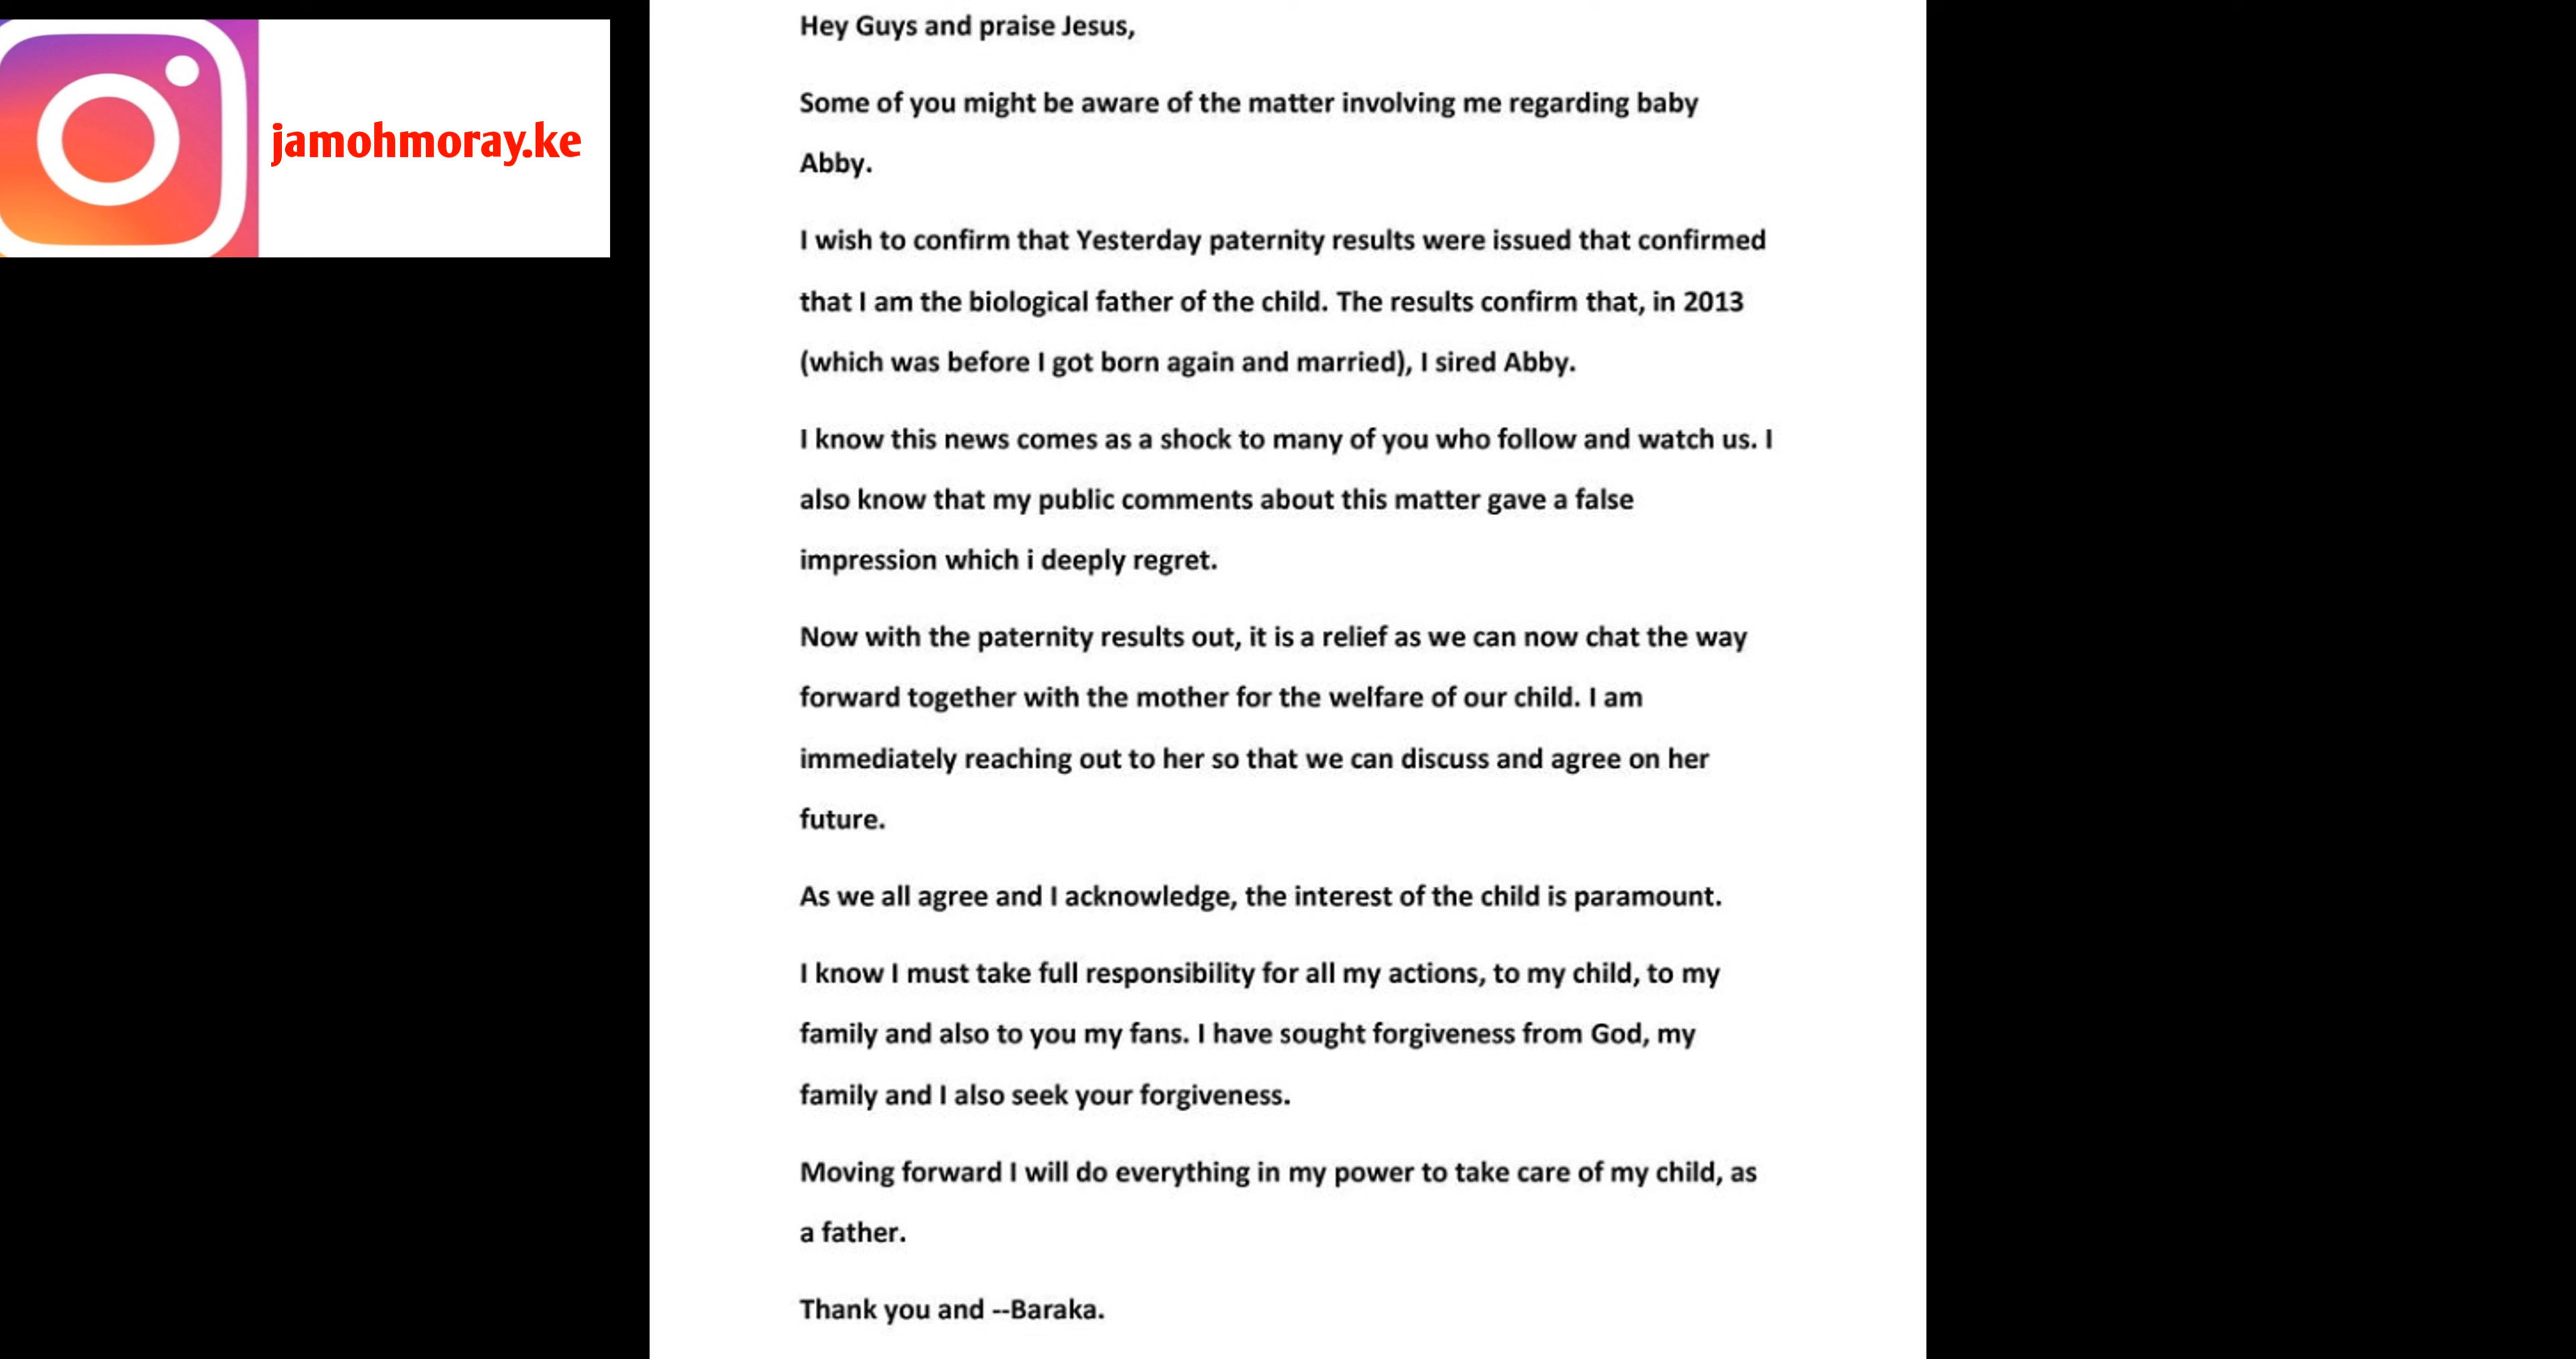 jamohmoray.ke
Hey Guys and praise Jesus,
Some of you might be aware of the matter involving me regarding baby
Abby.
I wish to confirm that Yesterday paternity results were issued that confirmed
that I am the biological father of the child. The results confirm that, in 2013
(which was before I got born again and married), I sired Abby.
I know this news comes as a shock to many of you who follow and watch us. I
also know that my public comments about this matter gave a false
impression which i deeply regret.
Now with the paternity results out, it is a relief as we can now chat the way
forward together with the mother for the welfare of our child. I am
immediately reaching out to her so that we can discuss and agree on her
future.
As we all agree and I acknowledge, the interest of the child is paramount.
I know I must take full responsibility for all my actions, to my child, to my
family and also to you my fans. I have sought forgiveness from God, my
family and I also seek your forgiveness.
Moving forward I will do everything in my power to take care of my child, as
a father.
Thank you and --Baraka.